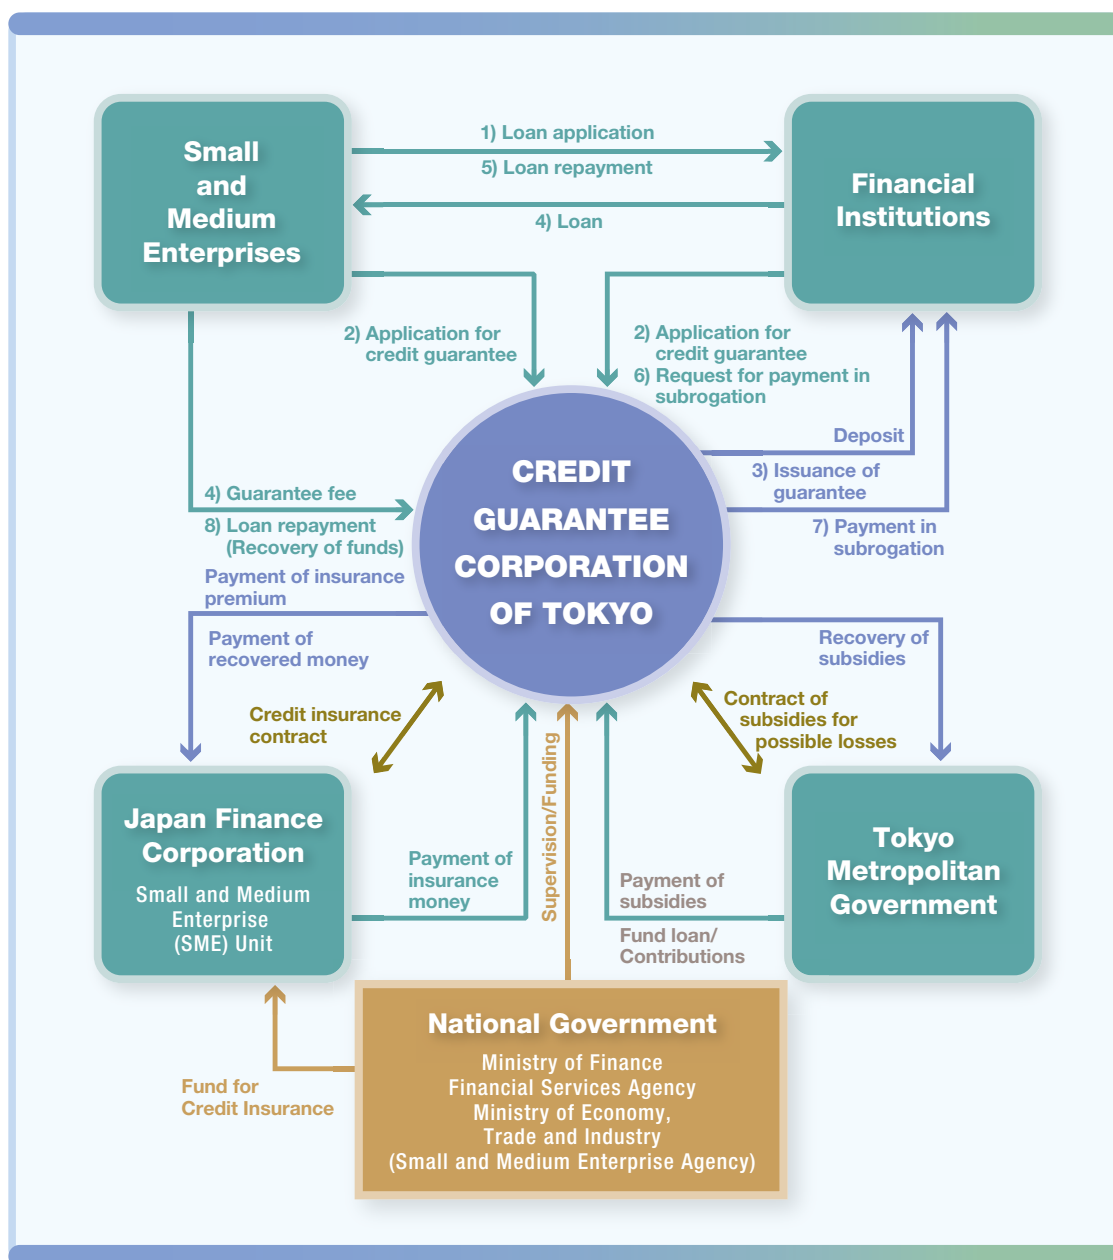 Small
and
Medium
Enterprises
1) Loan application
5) Loan repayment
4) Loan
Financial
Institutions
2) Application for
credit guarantee
2) Application for
credit guarantee
6) Request for payment in
subrogation
Deposit
3) Issuance of
guarantee
7) Payment in
subrogation
CREDIT
GUARANTEE
CORPORATION
OF TOKYO
4) Guarantee fee
8) Loan repayment
(Recovery of funds)
Payment of insurance
premium
Payment of
recovered money
Recovery of
subsidies
Credit insurance
contract
Contract of
subsidies for
possible losses
Supervision/Funding
Japan Finance
Corporation
Small and Medium
Enterprise
(SME) Unit
Payment of
insurance
money
Payment of
subsidies
Fund loan/
Contributions
Tokyo
Metropolitan
Government
National Government
Ministry of Finance
Financial Services Agency
Ministry of Economy,
Trade and Industry
(Small and Medium Enterprise Agency)
Fund for
Credit Insurance